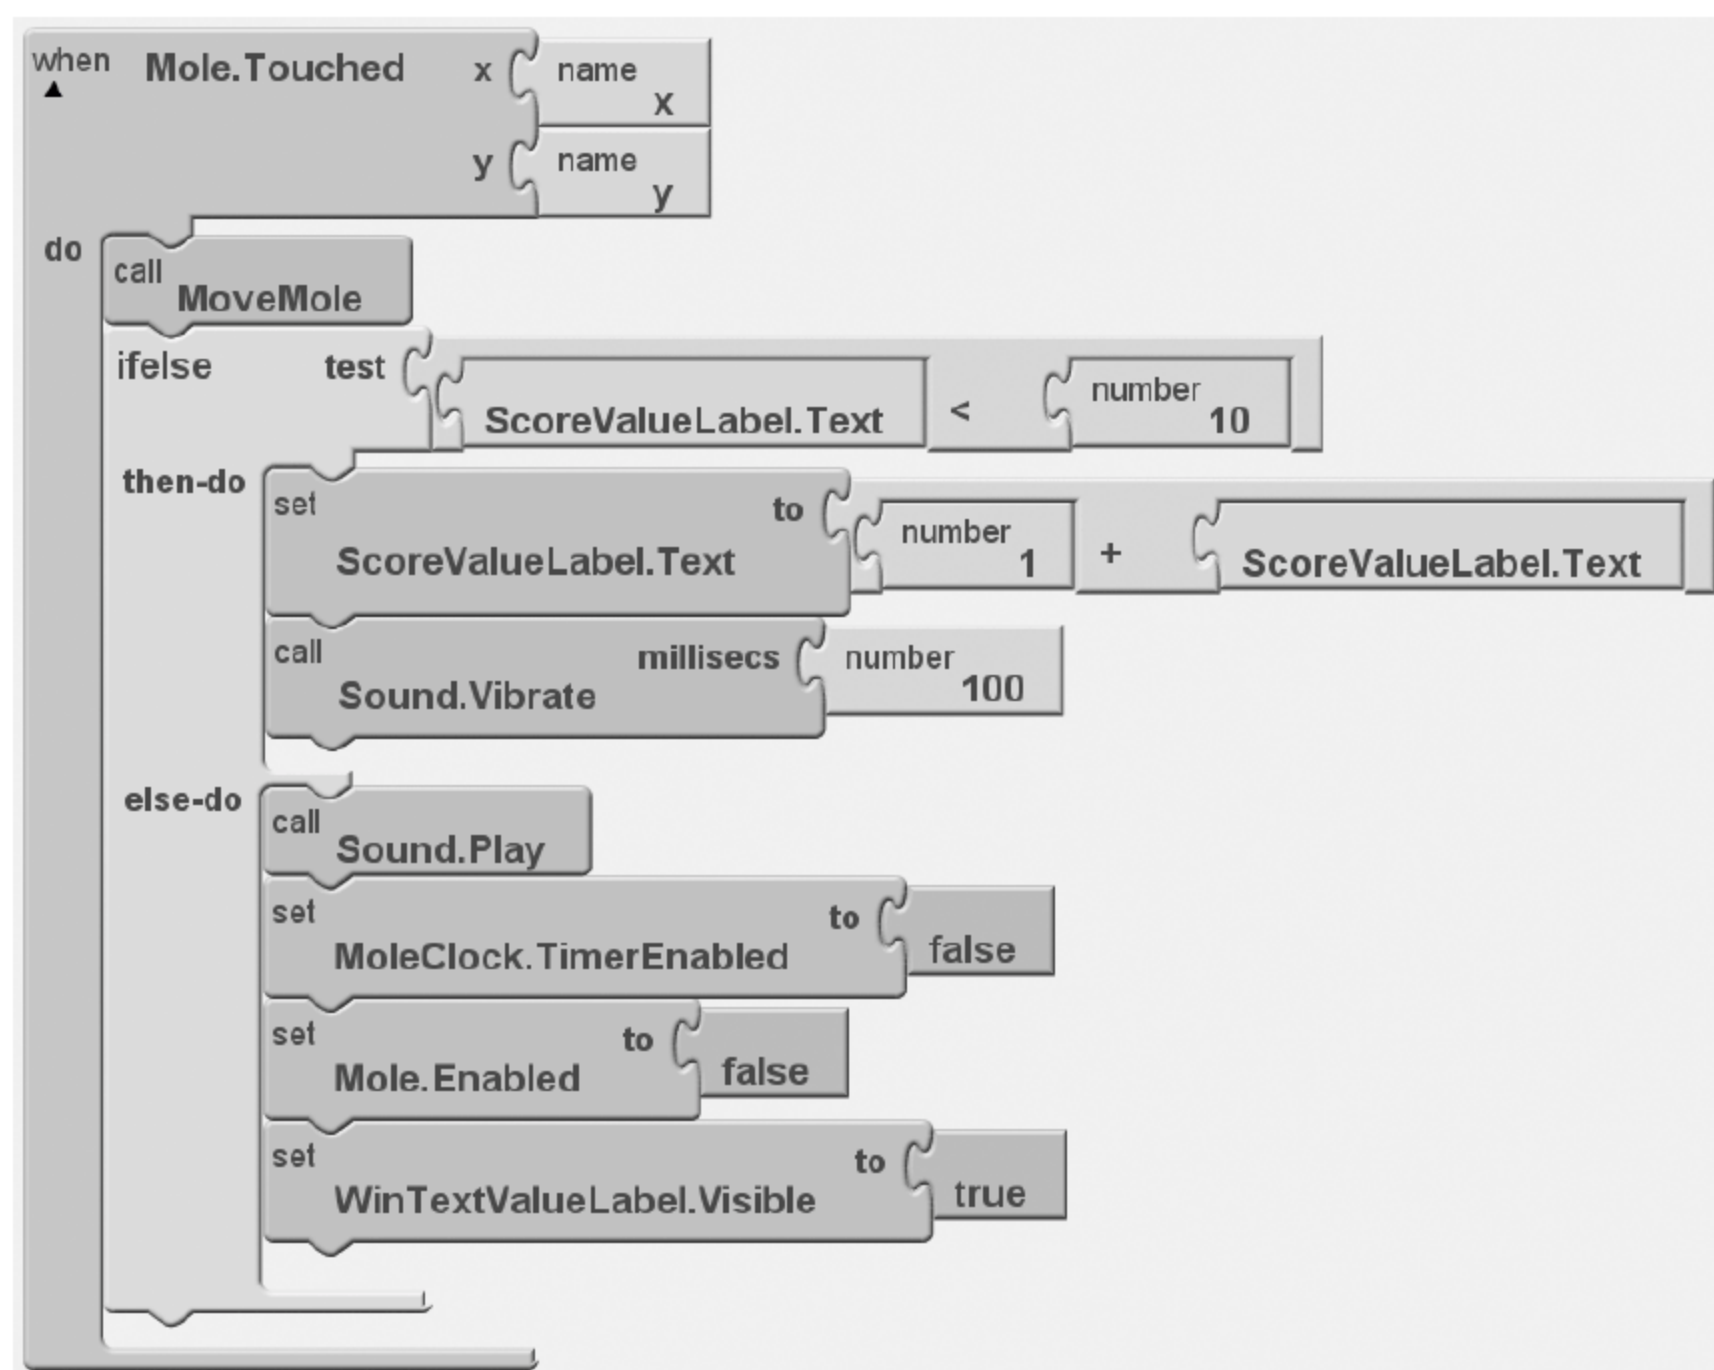 when Mole.Touched x name x
y name y
do call MoveMole
ifelse test ScoreValueLabel.Text < number 10
then-do set ScoreValueLabel.Text to number 1 + ScoreValueLabel.Text
call Sound.Vibrate millisecs number 100
else-do call Sound.Play
set MoleClock.TimerEnabled to false
set Mole.Enabled to false
set WinTextValueLabel.Visible to true